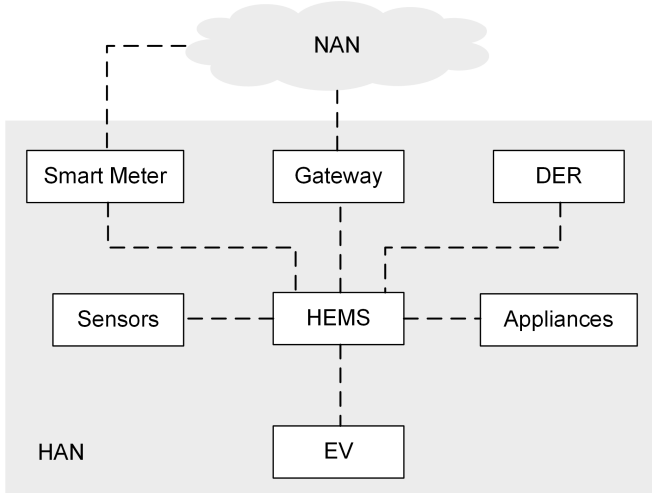 NAN
Smart Meter
Gateway
DER
Sensors
HEMS
Appliances
HAN
EV